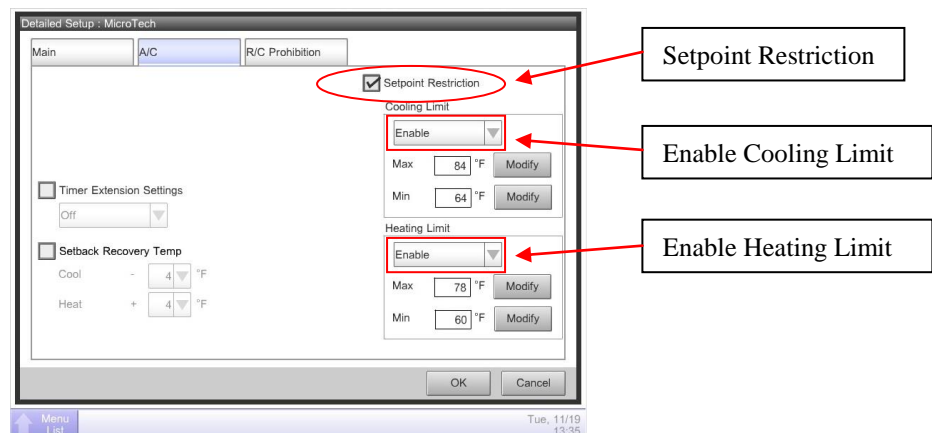 Detailed Setup : MicroTech
Main
A/C
R/C Prohibition
Setpoint Restriction
Cooling Limit
Enable
Max 84 °F Modify
Min 64 °F Modify
Timer Extension Settings
Off
Setback Recovery Temp
Cool - 4 °F
Heat + 4 °F
Heating Limit
Enable
Max 78 °F Modify
Min 60 °F Modify
OK
Cancel
Menu
List
Tue, 11/19
13:35
Setpoint Restriction
Enable Cooling Limit
Enable Heating Limit